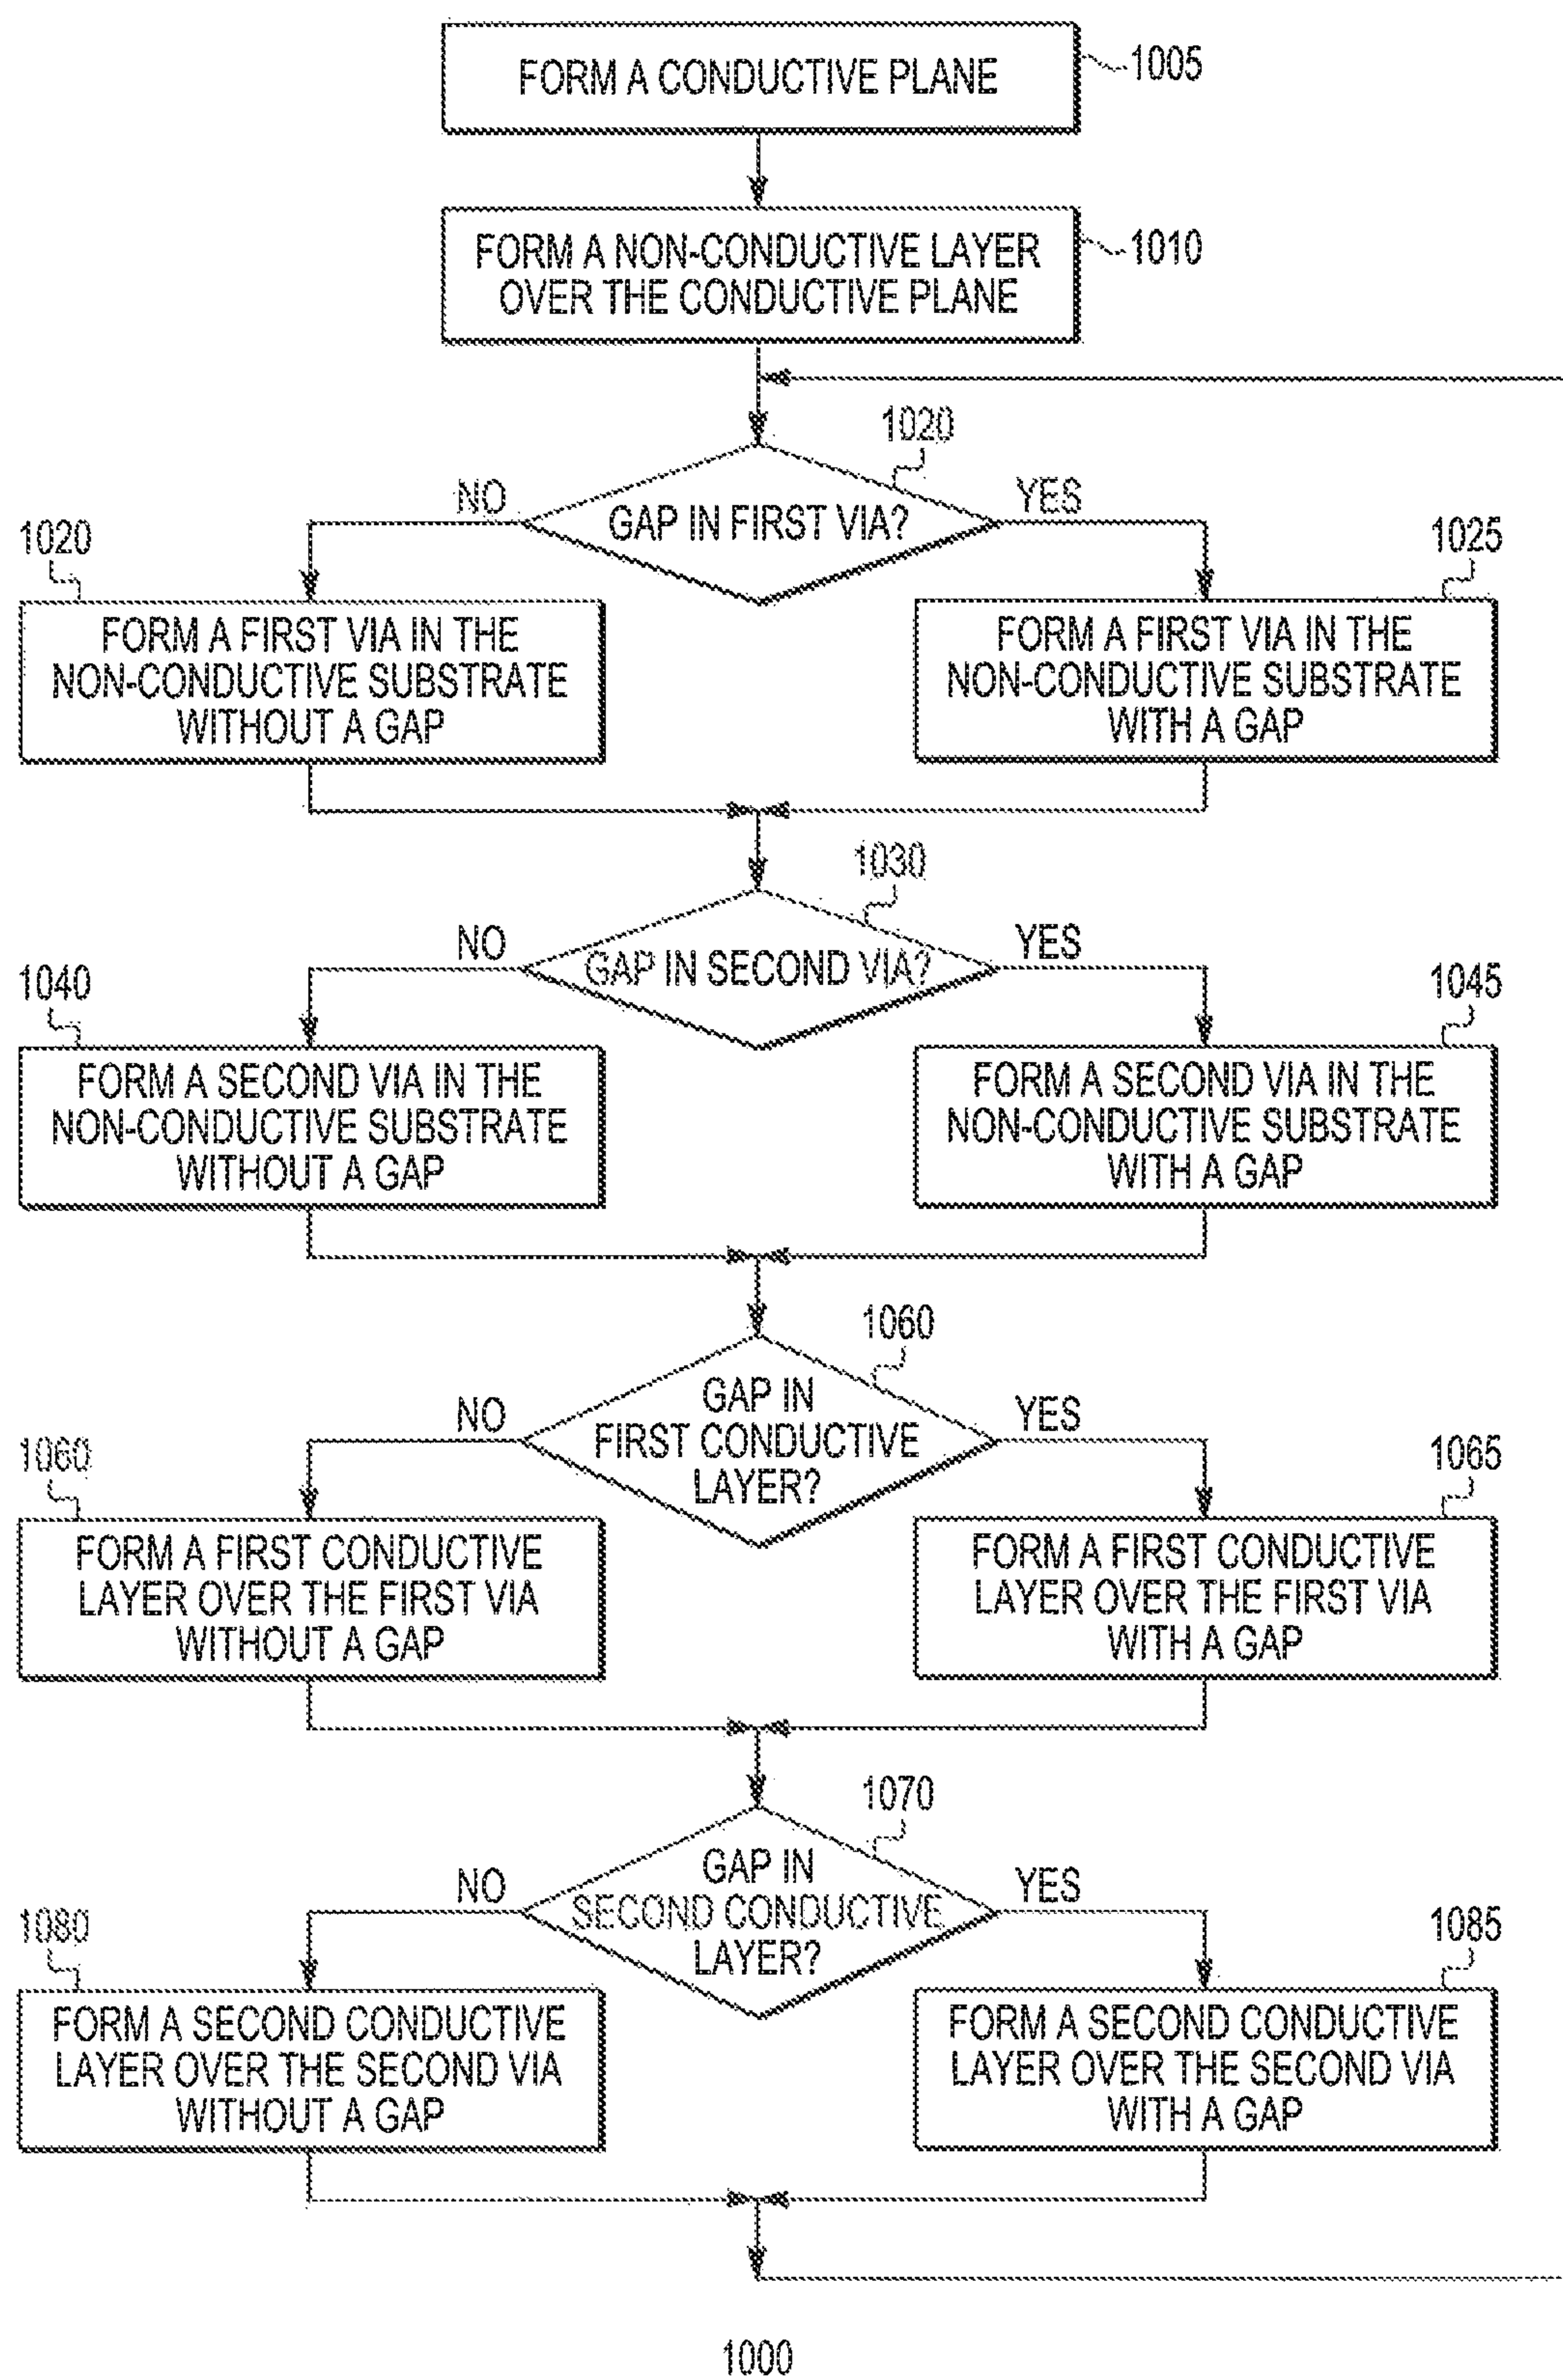 FORM A CONDUCTIVE PLANE
1005
FORM A NON-CONDUCTIVE LAYER
OVER THE CONDUCTIVE PLANE
1010
1020
GAP IN FIRST VIA?
NO
YES
1020
FORM A FIRST VIA IN THE
NON-CONDUCTIVE SUBSTRATE
WITHOUT A GAP
1025
FORM A FIRST VIA IN THE
NON-CONDUCTIVE SUBSTRATE
WITH A GAP
1030
GAP IN SECOND VIA?
NO
YES
1040
FORM A SECOND VIA IN THE
NON-CONDUCTIVE SUBSTRATE
WITHOUT A GAP
1045
FORM A SECOND VIA IN THE
NON-CONDUCTIVE SUBSTRATE
WITH A GAP
1060
GAP IN
FIRST CONDUCTIVE
LAYER?
NO
YES
1060
FORM A FIRST CONDUCTIVE
LAYER OVER THE FIRST VIA
WITHOUT A GAP
1065
FORM A FIRST CONDUCTIVE
LAYER OVER THE FIRST VIA
WITH A GAP
1070
GAP IN
SECOND CONDUCTIVE
LAYER?
NO
YES
1080
FORM A SECOND CONDUCTIVE
LAYER OVER THE SECOND VIA
WITHOUT A GAP
1085
FORM A SECOND CONDUCTIVE
LAYER OVER THE SECOND VIA
WITH A GAP
1000